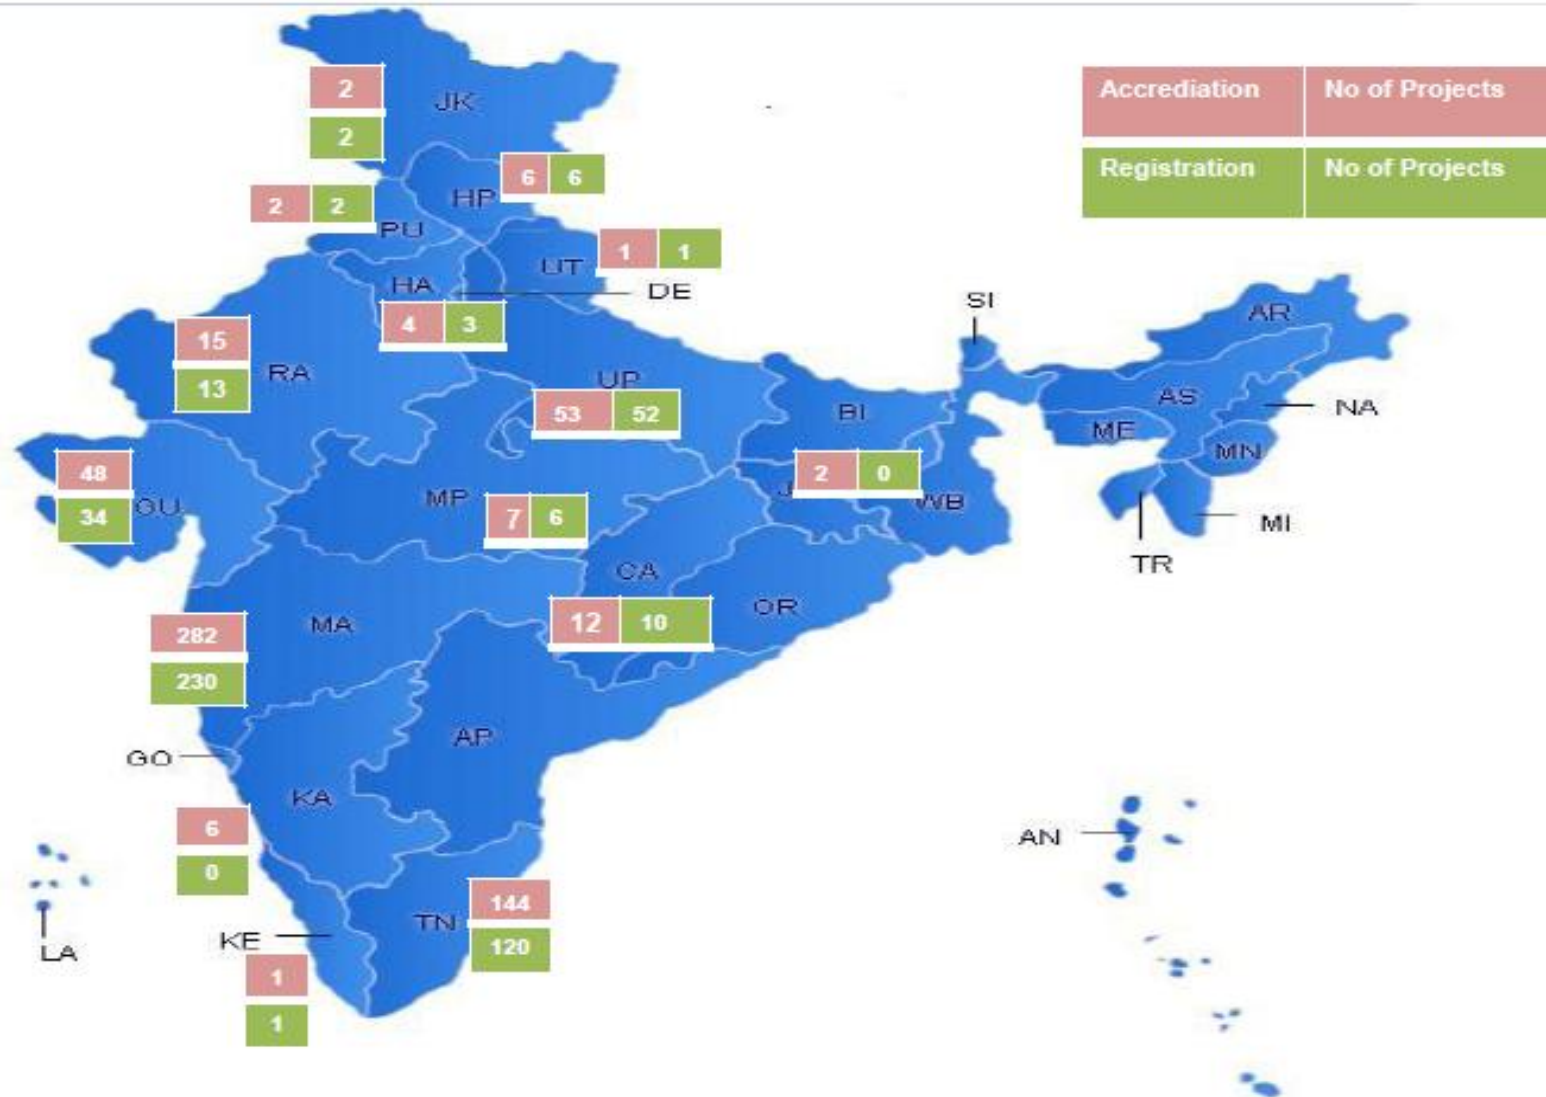 Accrediation No of Projects
Registration No of Projects
2
JK
2
6 6
HP
2 2
PU
UT
1 1
HA
DE
4 3
SI
AR
15
RA
13
UP
53 52
BI
AS
NA
ME
MN
48
34
GU
MP
7 6
2 0
WB
MI
TR
CA
12 10
OR
282
MA
230
AP
GO
KA
6
0
AN
144
TN
120
KE
LA
1
1